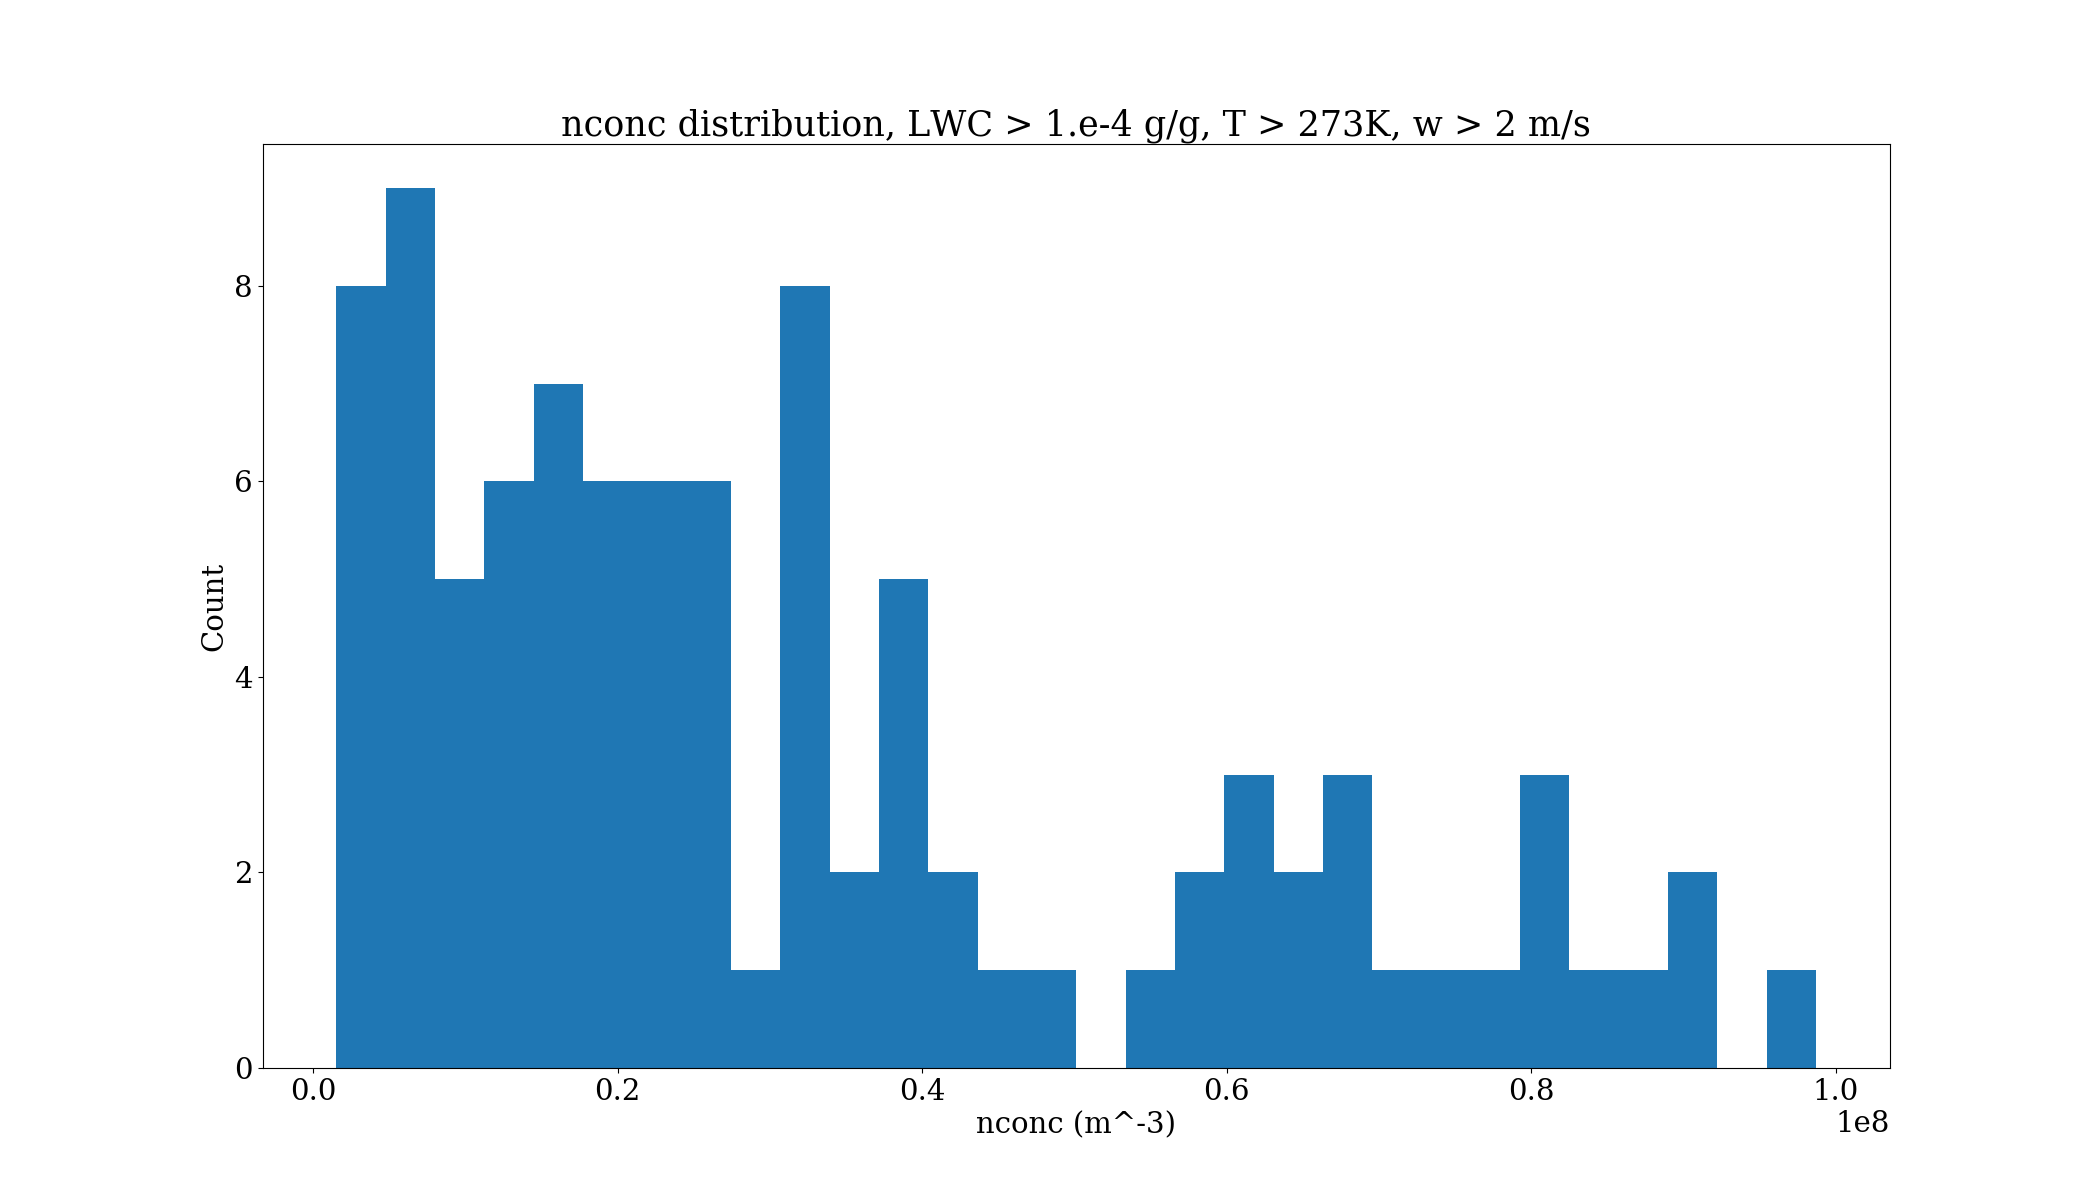 nconc distribution, LWC > 1.e-4 g/g, T > 273K, w > 2 m/s
8
6
4
2
0
Count
0.0 0.2 0.4 0.6 0.8 1.0
nconc (m^-3)
1e8